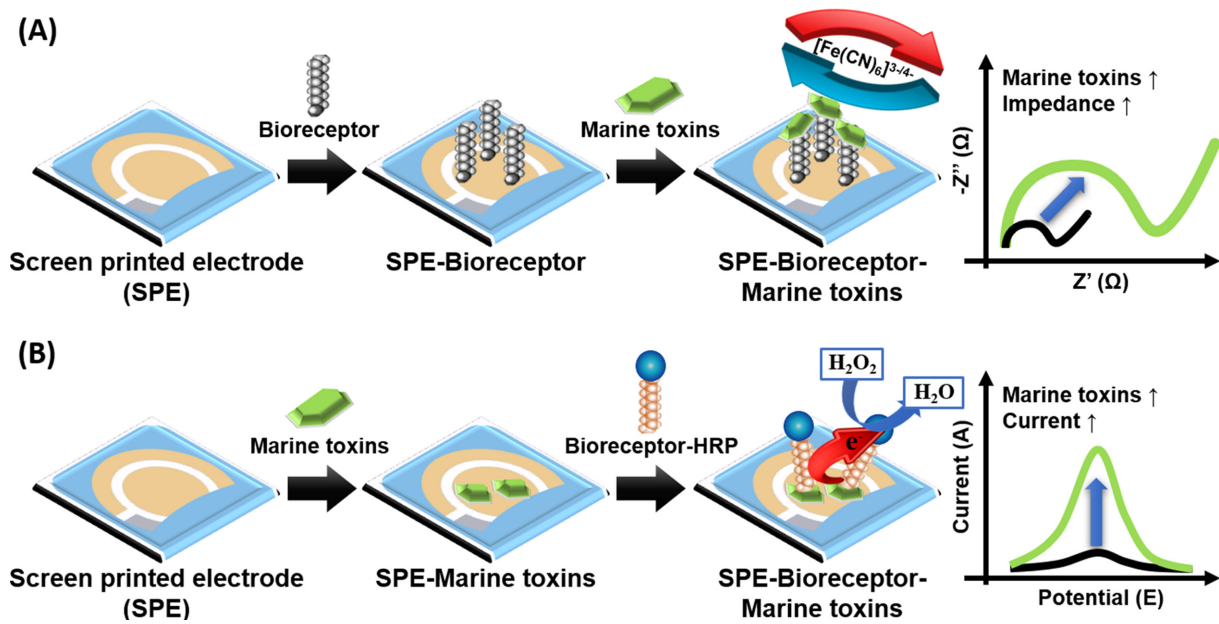 (A)
Bioreceptor
Marine toxins
[Fe(CN)₆]³⁻/⁴⁻
Screen printed electrode
(SPE)
SPE-Bioreceptor
SPE-Bioreceptor-
Marine toxins
Marine toxins ↑
Impedance ↑
-Z'' (Ω)
Z' (Ω)
(B)
Marine toxins
Bioreceptor-HRP
H₂O₂
H₂O
e⁻
Screen printed electrode
(SPE)
SPE-Marine toxins
SPE-Bioreceptor-
Marine toxins
Marine toxins ↑
Current ↑
Current (A)
Potential (E)